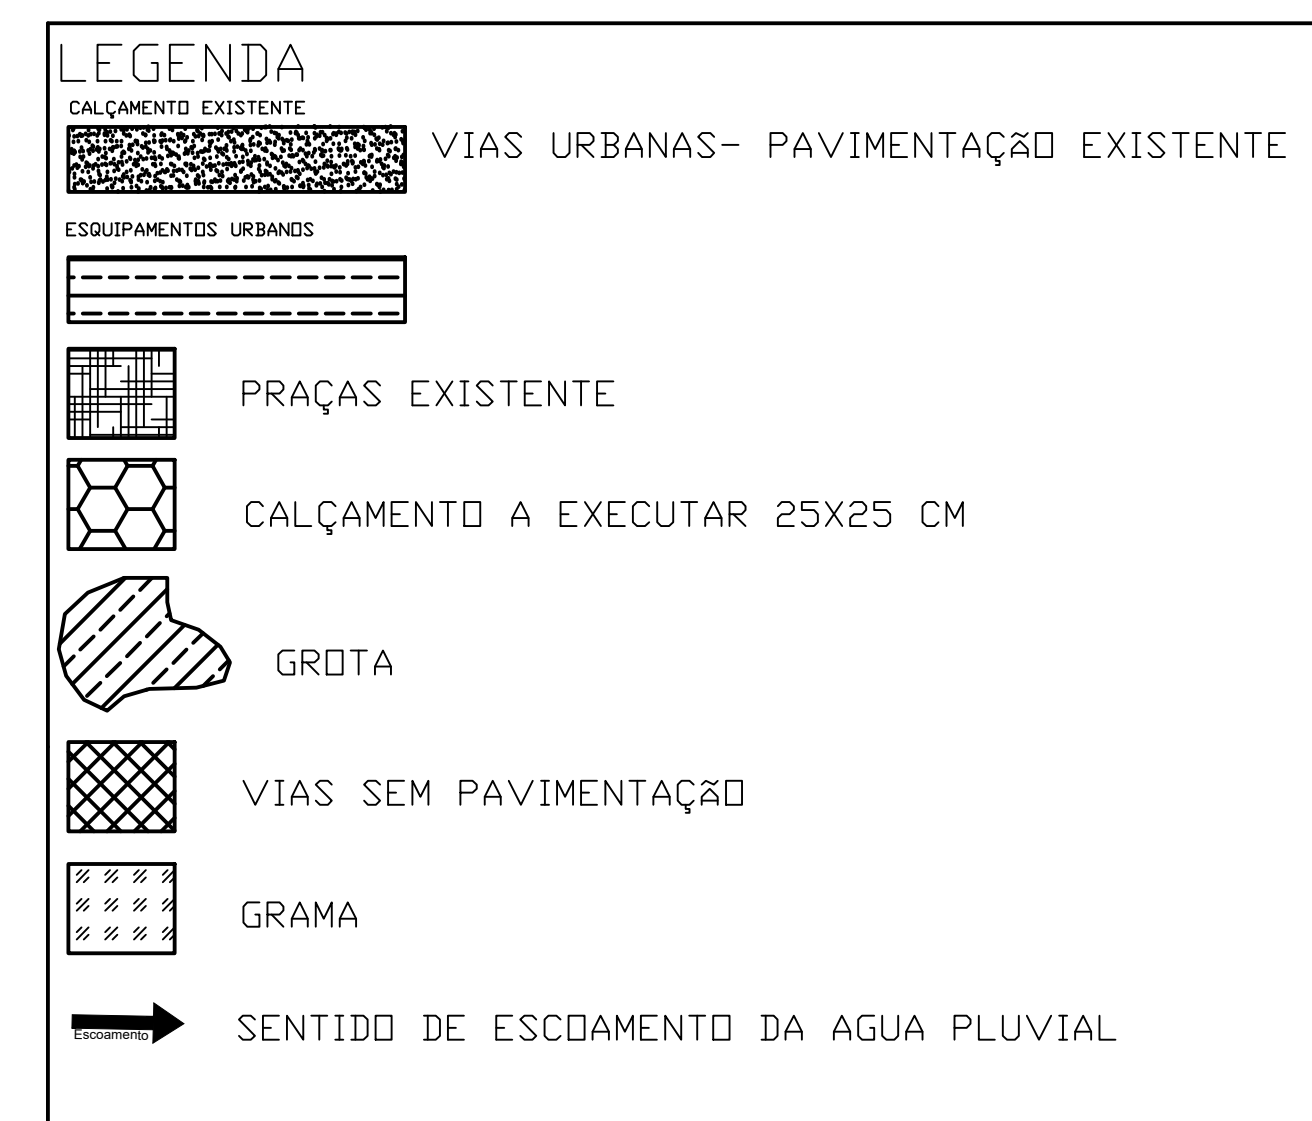 LEGENDA
CALÇAMENTO EXISTENTE
VIAS URBANAS- PAVIMENTAÇÃO EXISTENTE
ESQUIPAMENTOS URBANOS
PRAÇAS EXISTENTE
CALÇAMENTO A EXECUTAR 25X25 CM
GROTA
VIAS SEM PAVIMENTAÇÃO
GRAMA
Escoamento
SENTIDO DE ESCOAMENTO DA AGUA PLUVIAL